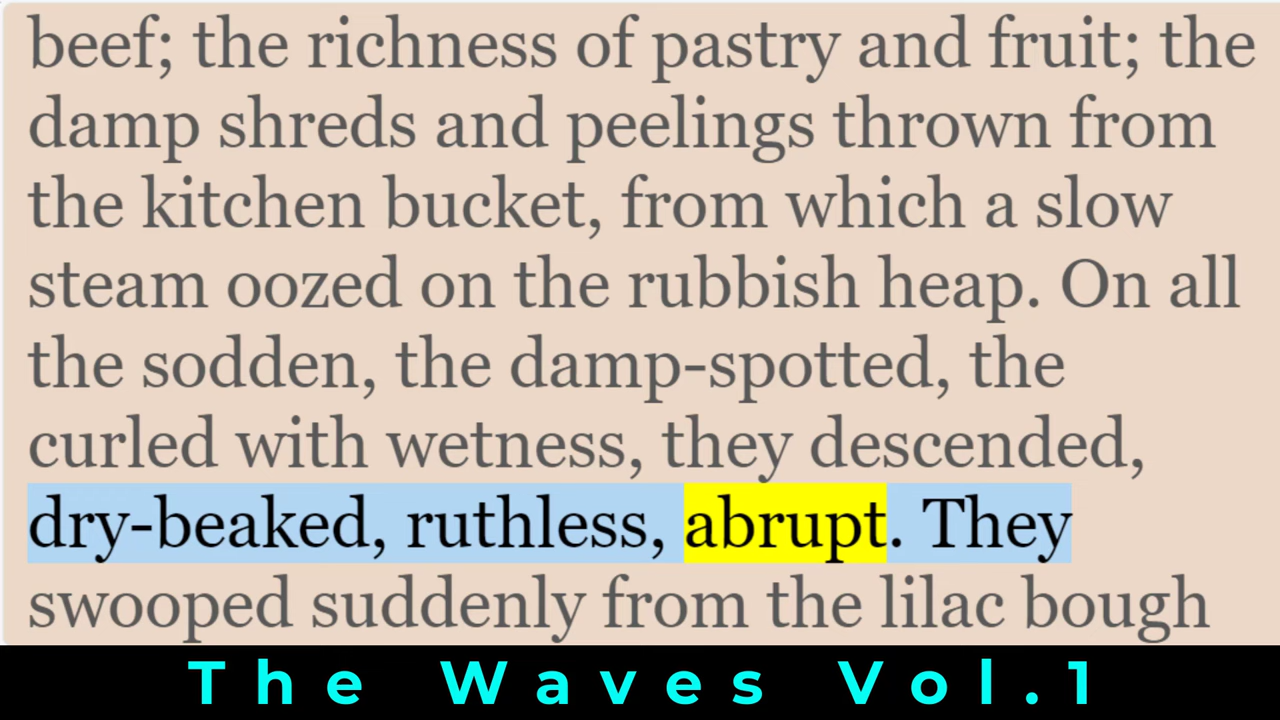 beef; the richness of pastry and fruit; the
damp shreds and peelings thrown from
the kitchen bucket, from which a slow
steam oozed on the rubbish heap. On all
the sodden, the damp-spotted, the
curled with wetness, they descended,
dry-beaked, ruthless, abrupt. They
swooped suddenly from the lilac bough
The Waves Vol.1